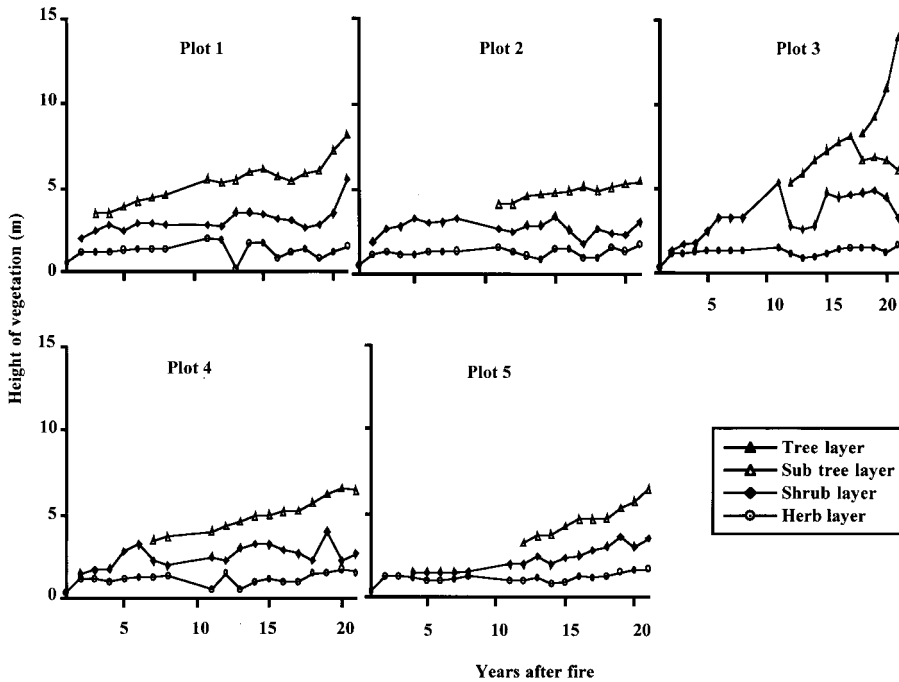 15
Plot 1
Plot 2
Plot 3
10
5
0
5
10
15
20
Height of vegetation (m)
15
Plot 4
Plot 5
10
5
0
5
10
15
20
5
10
15
20
Years after fire
Tree layer
Sub tree layer
Shrub layer
Herb layer